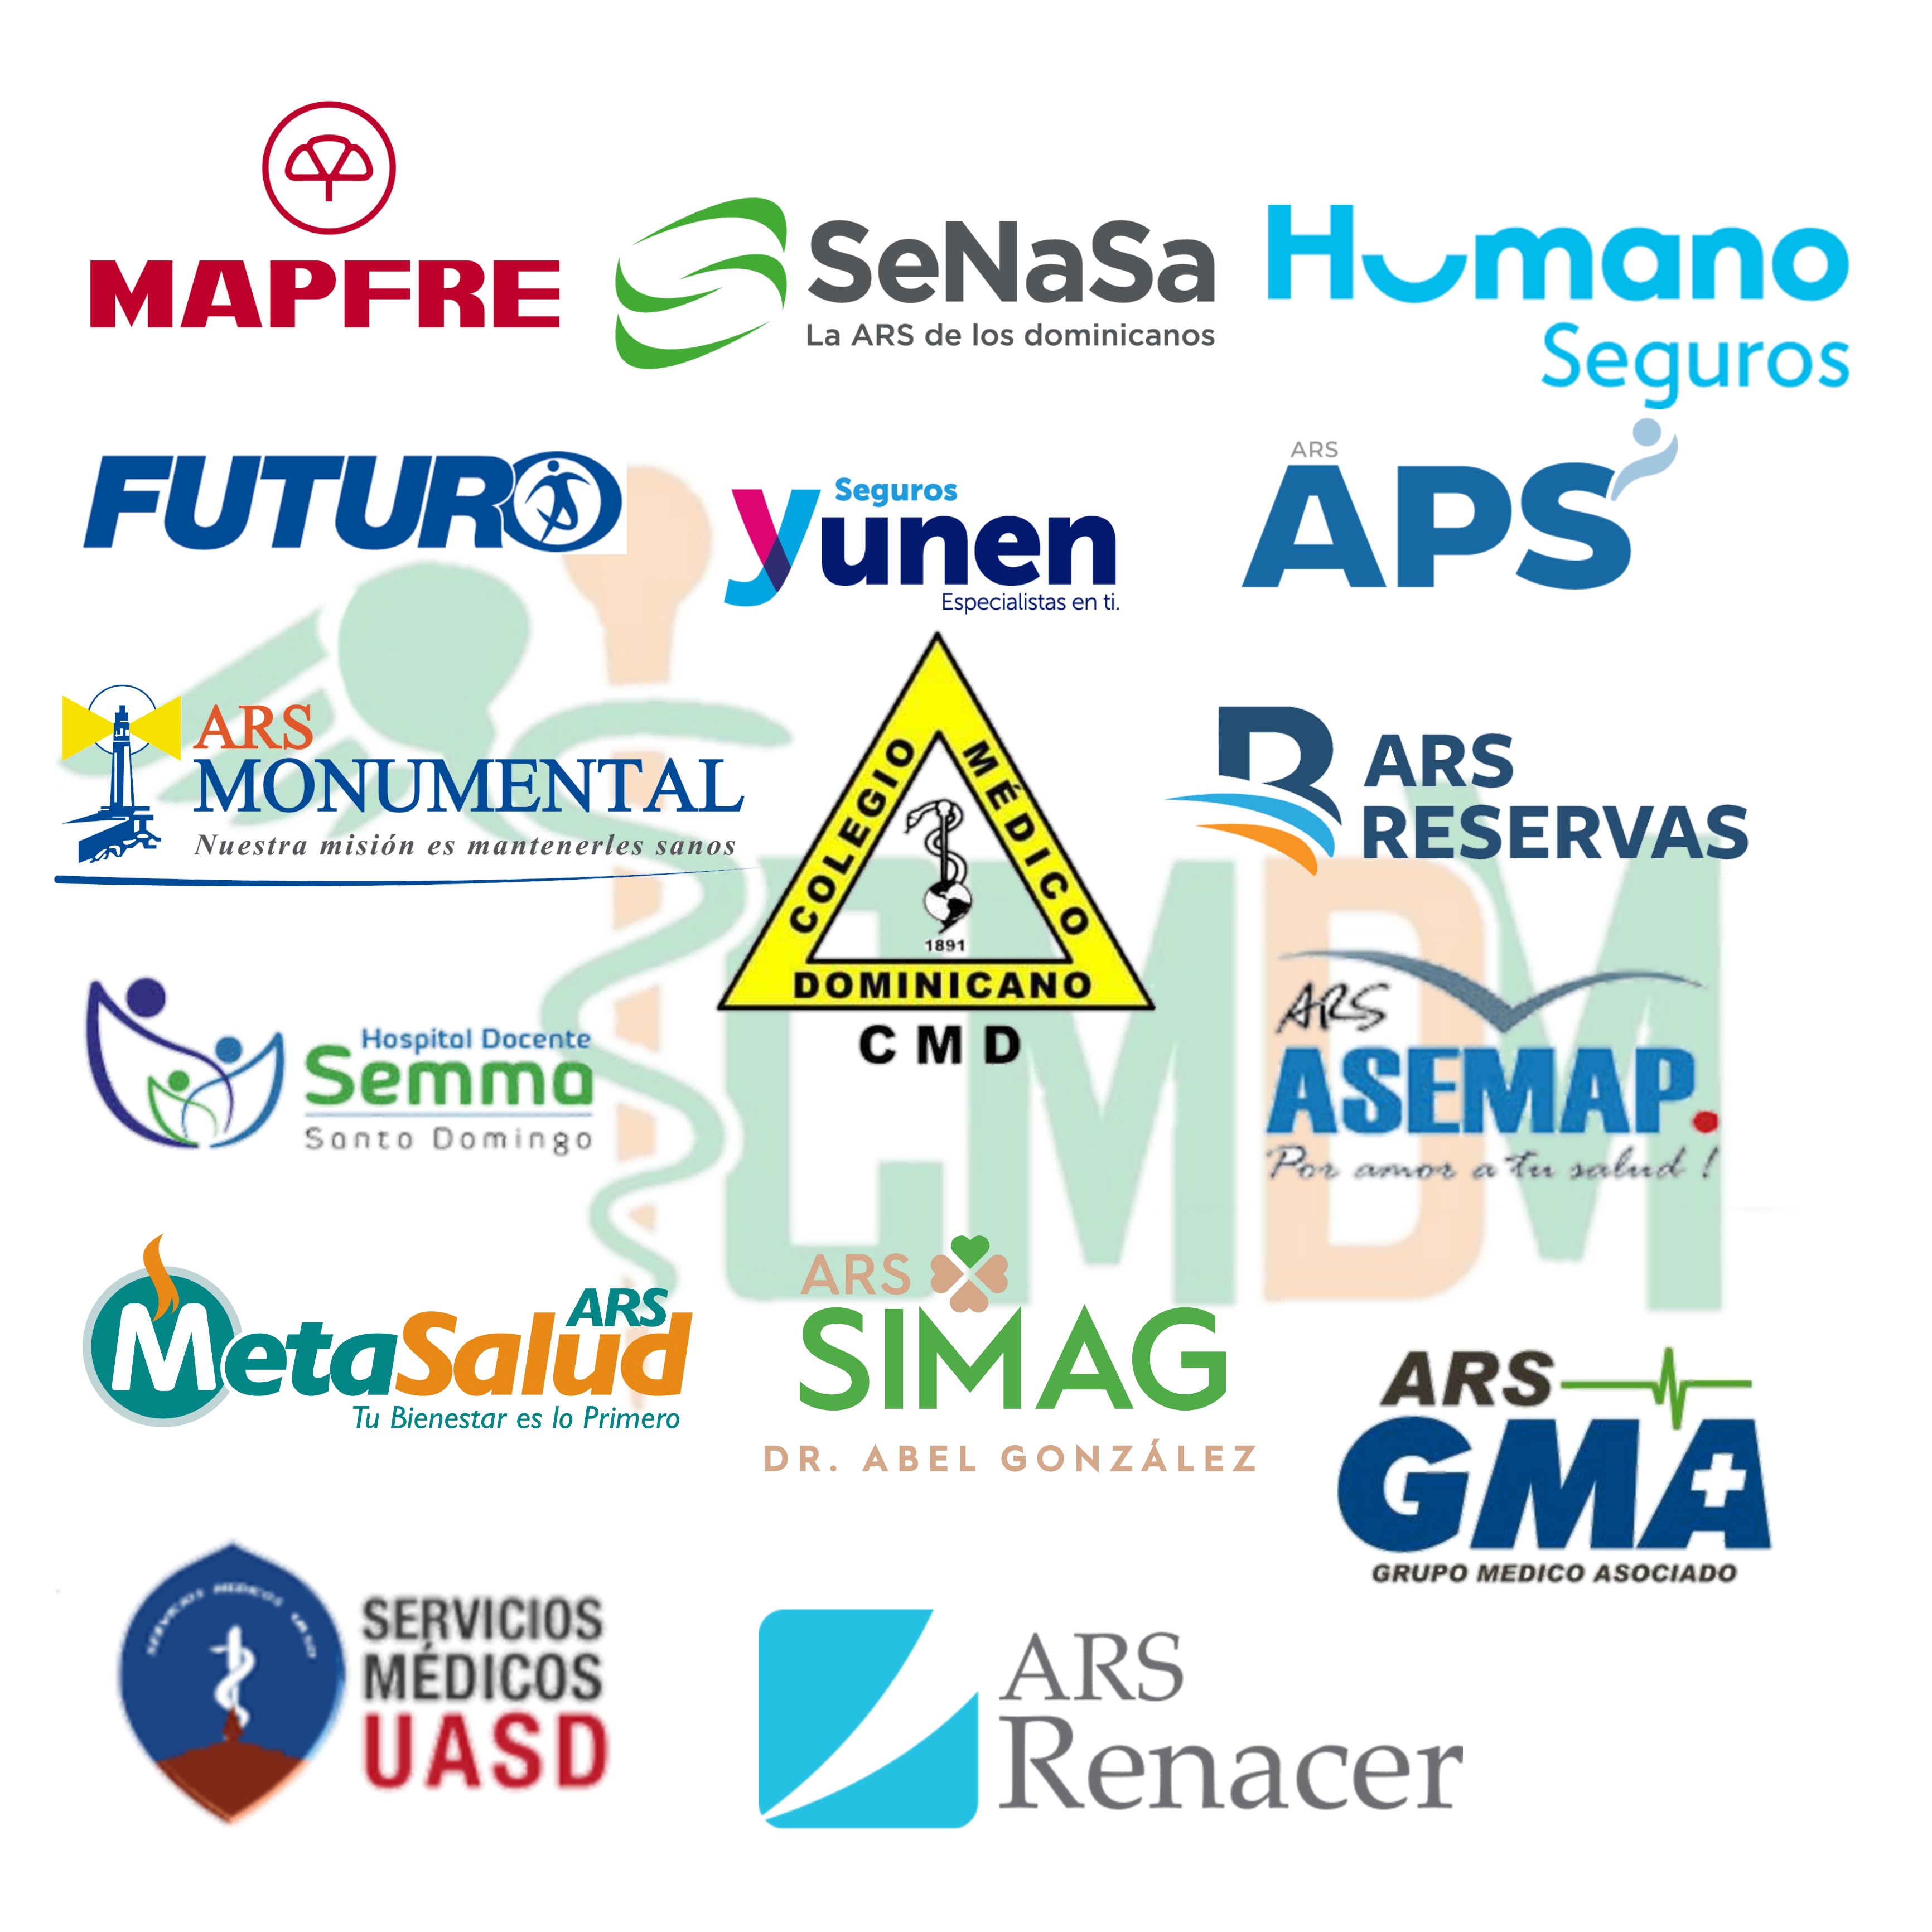 MAPFRE
SeNaSa
La ARS de los dominicanos
Humano
Seguros
FUTURO
Seguros
yunen
Especialistas en ti.
ARS
APS
ARS
MONUMENTAL
Nuestra misión es mantenerles sanos
COLEGIO
MÉDICO
1891
DOMINICANO
CMD
ARS
RESERVAS
Hospital Docente
Semma
Santo Domingo
ARS
ASEMAP.
Por amor a tu salud !
CMDM
ARS
MetaSalud
Tu Bienestar es lo Primero
ARS
SIMAG
DR. ABEL GONZÁLEZ
ARS
GMA
GRUPO MEDICO ASOCIADO
SERVICIOS MEDICOS UASD
SERVICIOS
MÉDICOS
UASD
ARS
Renacer